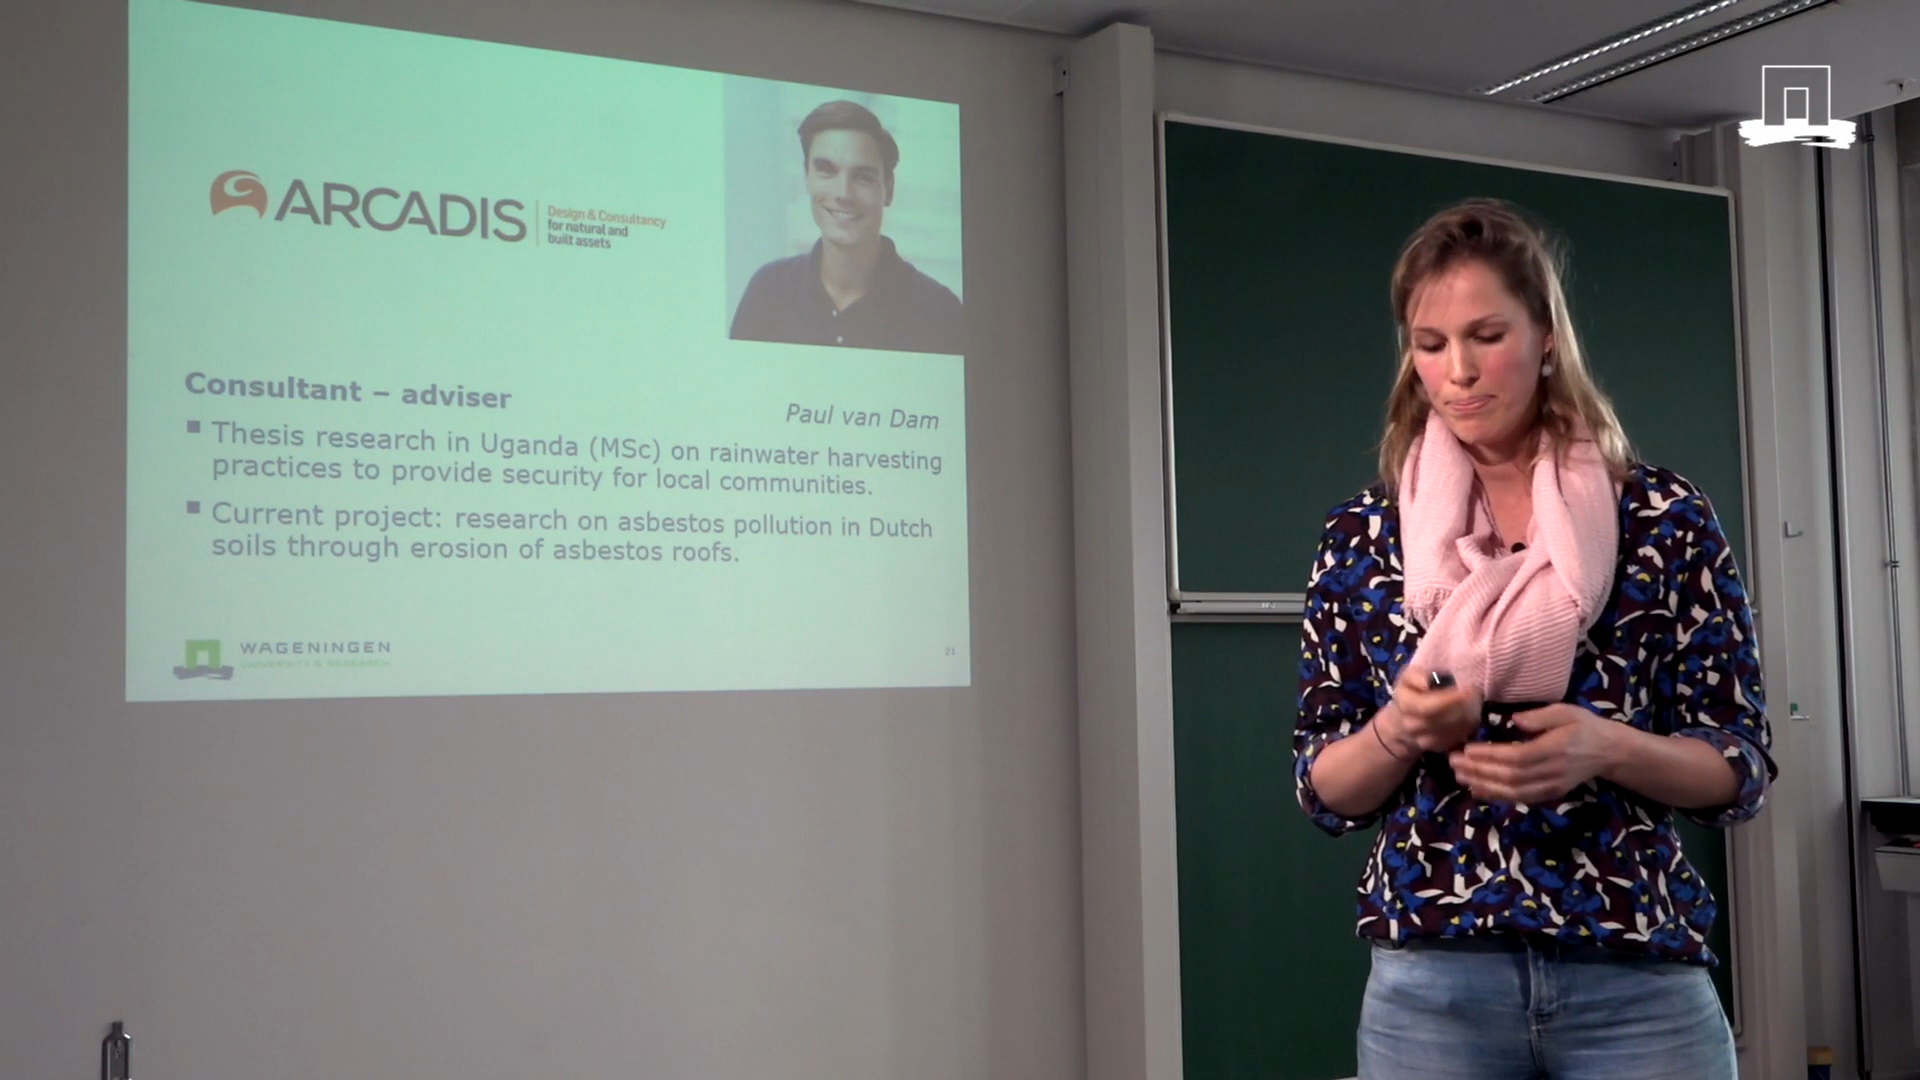 ARCADIS
Design & Consultancy
for natural and
built assets
Consultant – adviser
Paul van Dam
Thesis research in Uganda (MSc) on rainwater harvesting
practices to provide security for local communities.
Current project: research on asbestos pollution in Dutch
soils through erosion of asbestos roofs.
WAGENINGEN
UNIVERSITY & RESEARCH
21